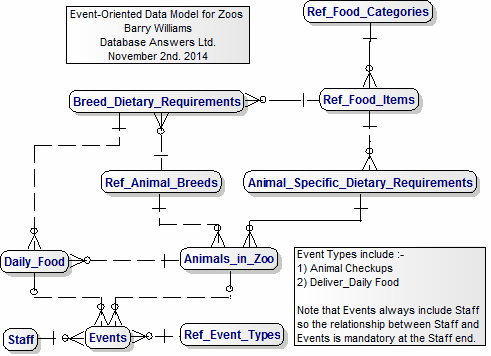 Event-Oriented Data Model for Zoos
Barry Williams
Database Answers Ltd.
November 2nd. 2014
Ref_Food_Categories
Breed_Dietary_Requirements
Ref_Food_Items
Ref_Animal_Breeds
Animal_Specific_Dietary_Requirements
Daily_Food
Animals_in_Zoo
Event Types include :-
1) Animal Checkups
2) Deliver_Daily Food
Note that Events always include Staff
so the relationship between Staff and
Events is mandatory at the Staff end.
Staff
Events
Ref_Event_Types